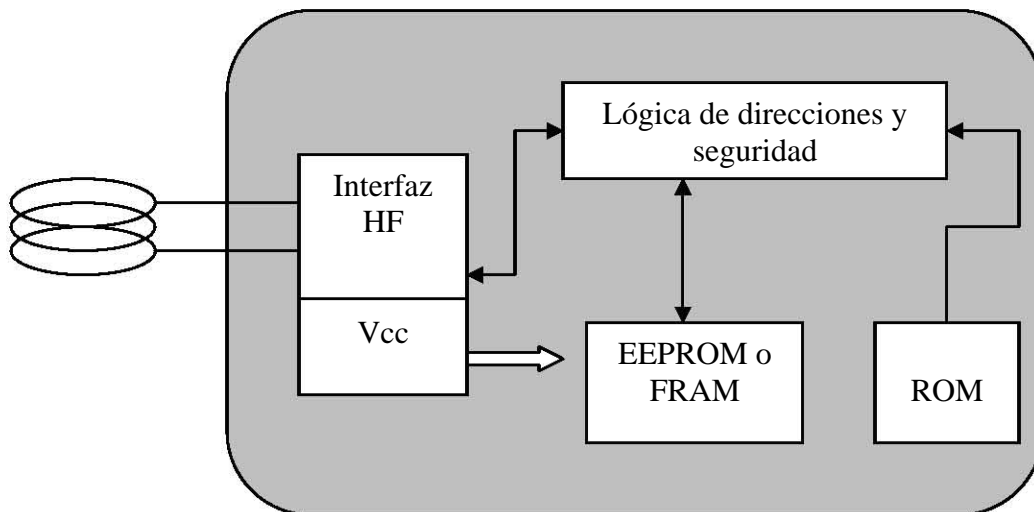 Lógica de direcciones y
seguridad
Interfaz
HF
Vcc
EEPROM o
FRAM
ROM